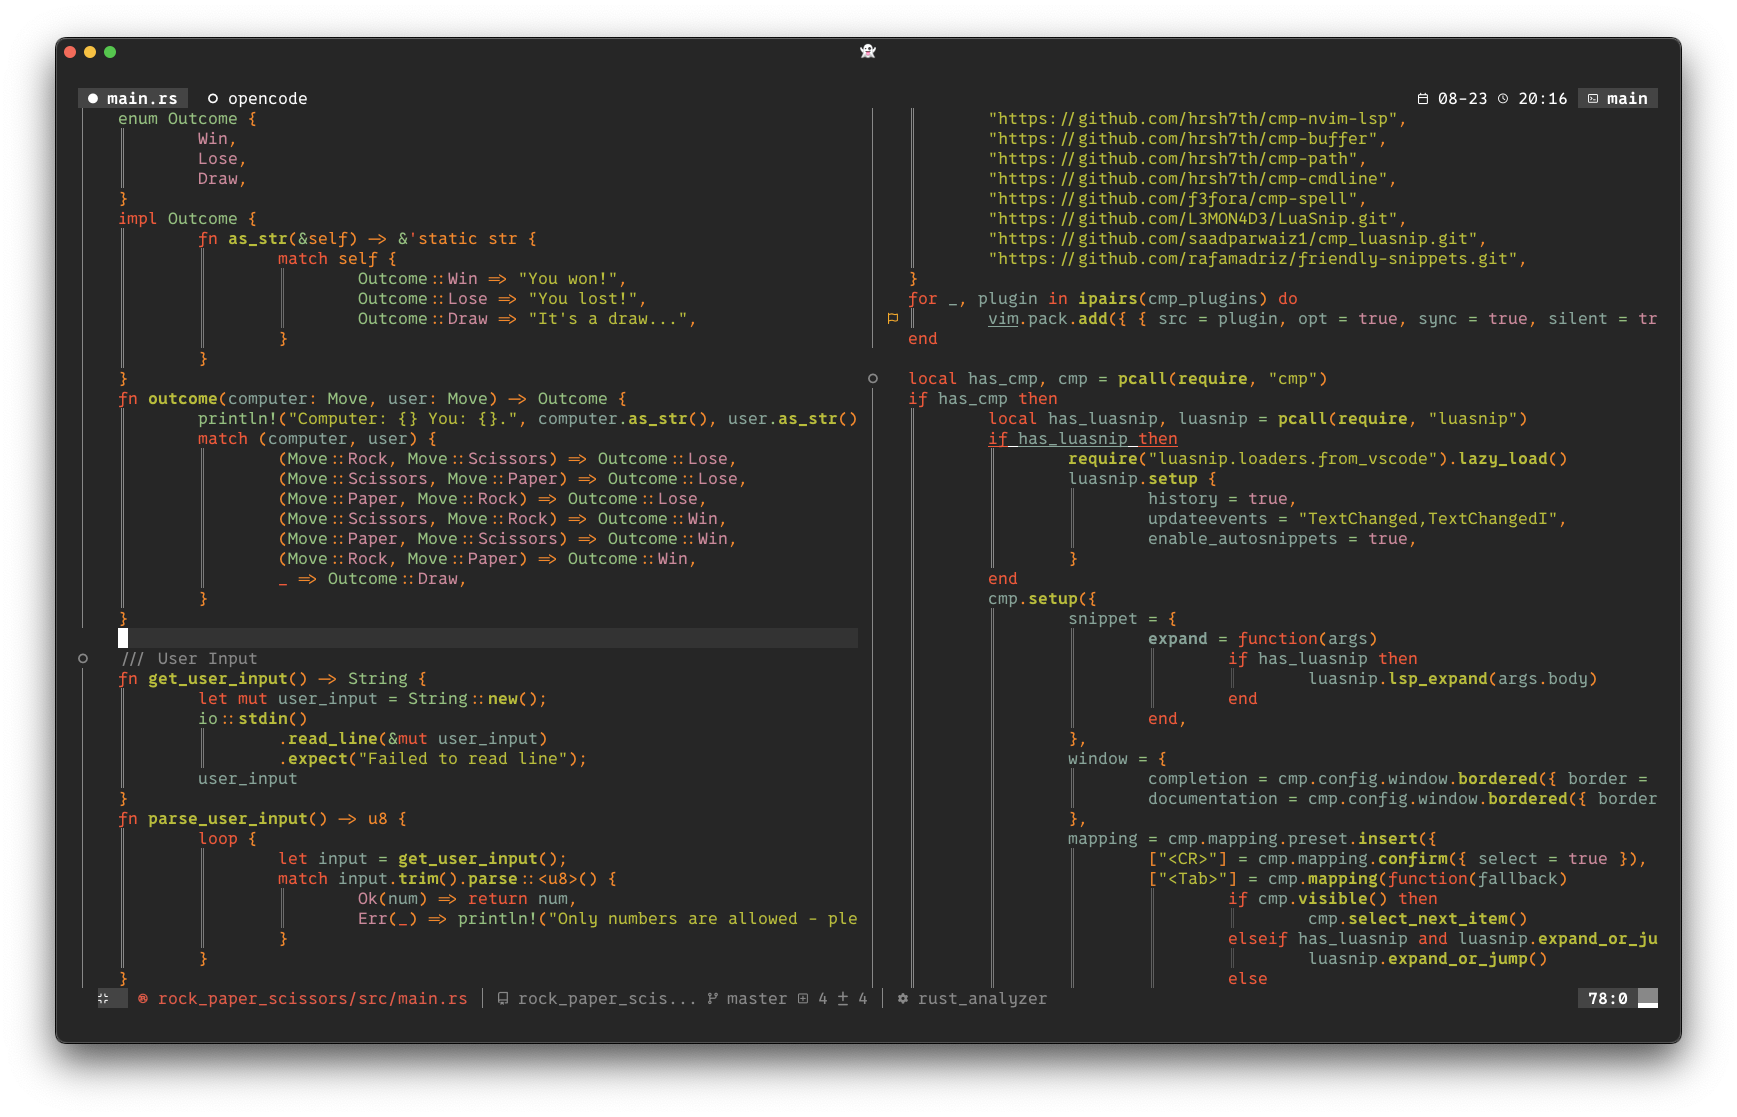 main.rs opencode 08-23 20:16 main
enum Outcome {
Win,
Lose,
Draw,
}
impl Outcome {
fn as_str(&self) -> &'static str {
match self {
Outcome::Win => "You won!",
Outcome::Lose => "You lost!",
Outcome::Draw => "It's a draw...",
}
}
}
fn outcome(computer: Move, user: Move) -> Outcome {
println!("Computer: {} You: {}.", computer.as_str(), user.as_str()
match (computer, user) {
(Move::Rock, Move::Scissors) => Outcome::Lose,
(Move::Scissors, Move::Paper) => Outcome::Lose,
(Move::Paper, Move::Rock) => Outcome::Lose,
(Move::Scissors, Move::Rock) => Outcome::Win,
(Move::Paper, Move::Scissors) => Outcome::Win,
(Move::Rock, Move::Paper) => Outcome::Win,
_ => Outcome::Draw,
}
}
/// User Input
fn get_user_input() -> String {
let mut user_input = String::new();
io::stdin()
.read_line(&mut user_input)
.expect("Failed to read line");
user_input
}
fn parse_user_input() -> u8 {
loop {
let input = get_user_input();
match input.trim().parse::<u8>() {
Ok(num) => return num,
Err(_) => println!("Only numbers are allowed - ple
}
}
}
"https://github.com/hrsh7th/cmp-nvim-lsp",
"https://github.com/hrsh7th/cmp-buffer",
"https://github.com/hrsh7th/cmp-path",
"https://github.com/hrsh7th/cmp-cmdline",
"https://github.com/f3fora/cmp-spell",
"https://github.com/L3MON4D3/LuaSnip.git",
"https://github.com/saadparwaiz1/cmp_luasnip.git",
"https://github.com/rafamadriz/friendly-snippets.git",
}
for _, plugin in ipairs(cmp_plugins) do
vim.pack.add({ { src = plugin, opt = true, sync = true, silent = tr
end
local has_cmp, cmp = pcall(require, "cmp")
if has_cmp then
local has_luasnip, luasnip = pcall(require, "luasnip")
if has_luasnip then
require("luasnip.loaders.from_vscode").lazy_load()
luasnip.setup {
history = true,
updateevents = "TextChanged,TextChangedI",
enable_autosnippets = true,
}
end
cmp.setup({
snippet = {
expand = function(args)
if has_luasnip then
luasnip.lsp_expand(args.body)
end
end,
},
window = {
completion = cmp.config.window.bordered({ border =
documentation = cmp.config.window.bordered({ border
},
mapping = cmp.mapping.preset.insert({
["<CR>"] = cmp.mapping.confirm({ select = true }),
["<Tab>"] = cmp.mapping(function(fallback)
if cmp.visible() then
cmp.select_next_item()
elseif has_luasnip and luasnip.expand_or_ju
luasnip.expand_or_jump()
else
rock_paper_scissors/src/main.rs rock_paper_scis... master 4 ± 4 rust_analyzer 78:0